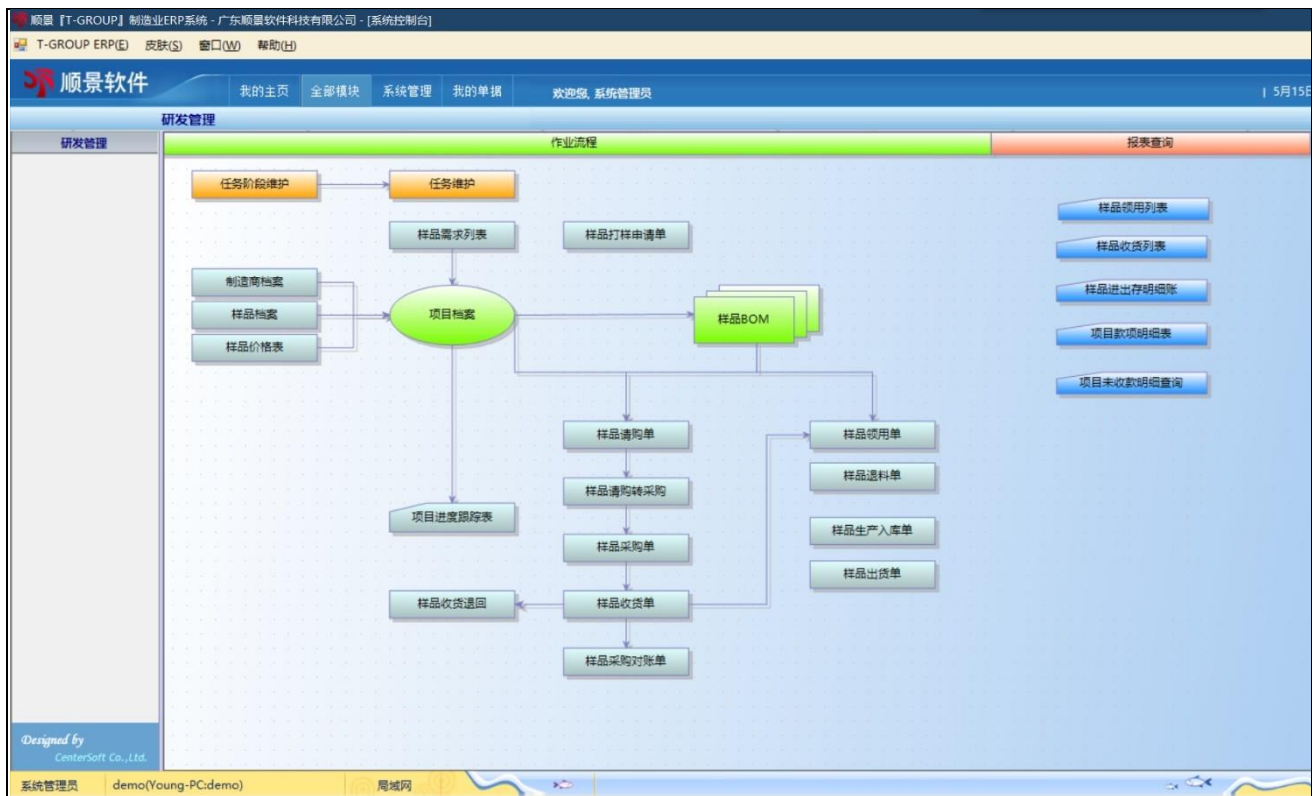 顺景『T-GROUP』制造业ERP系统 - 广东顺景软件科技有限公司 - [系统控制台]
T-GROUP ERP(E) 皮肤(S) 窗口(W) 帮助(H)
顺景软件
我的主页 全部模块 系统管理 我的单据 欢迎您, 系统管理员 | 5月15日
研发管理
研发管理 作业流程 报表查询
任务阶段维护 任务维护
样品领用列表
样品需求列表 样品打样申请单
样品收货列表
制造商档案
样品进出存明细账
样品档案 项目档案 样品BOM
项目款项明细表
样品价格表
项目未收款明细查询
样品请购单 样品领用单
样品退料单
样品请购转采购
项目进度跟踪表
样品生产入库单
样品采购单
样品出货单
样品收货退回 样品收货单
样品采购对账单
Designed by
CenterSoft Co.,Ltd.
系统管理员 demo(Young-PC:demo) 局域网